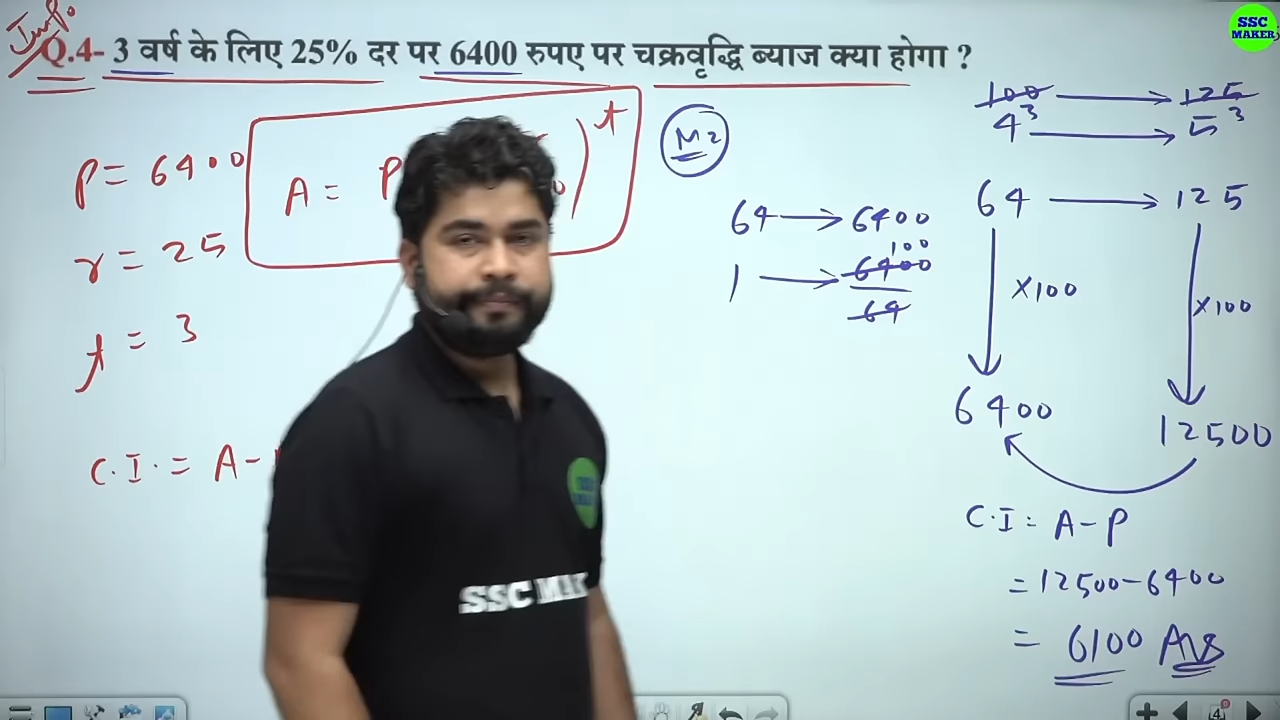 Imp.
Q.4- 3 वर्ष के लिए 25% दर पर 6400 रुपए पर चक्रवृद्धि ब्याज क्या होगा ?
SSC
MAKER
P = 6400
r = 25
t = 3
A = P
t
C.I. = A -
M2
64 → 6400
1 → 6400
100
64
100 → 125
4³ → 5³
64 → 125
×100
×100
6400
12500
C.I = A - P
= 12500 - 6400
= 6100 Ans
SSC MAK